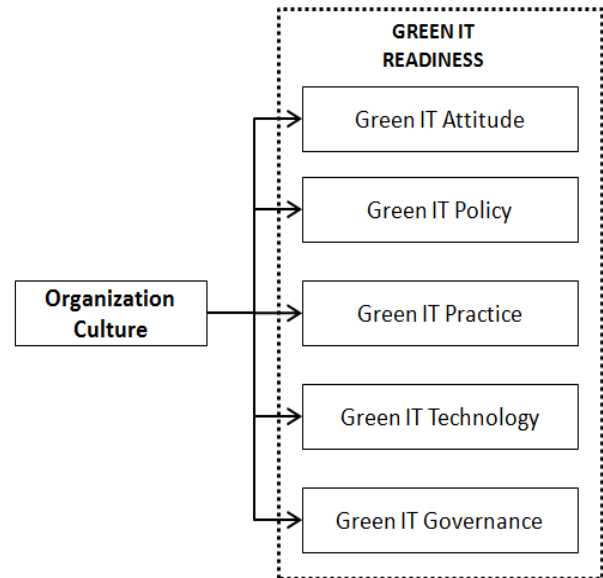 GREEN IT
READINESS
Green IT Attitude
Green IT Policy
Organization
Culture
Green IT Practice
Green IT Technology
Green IT Governance